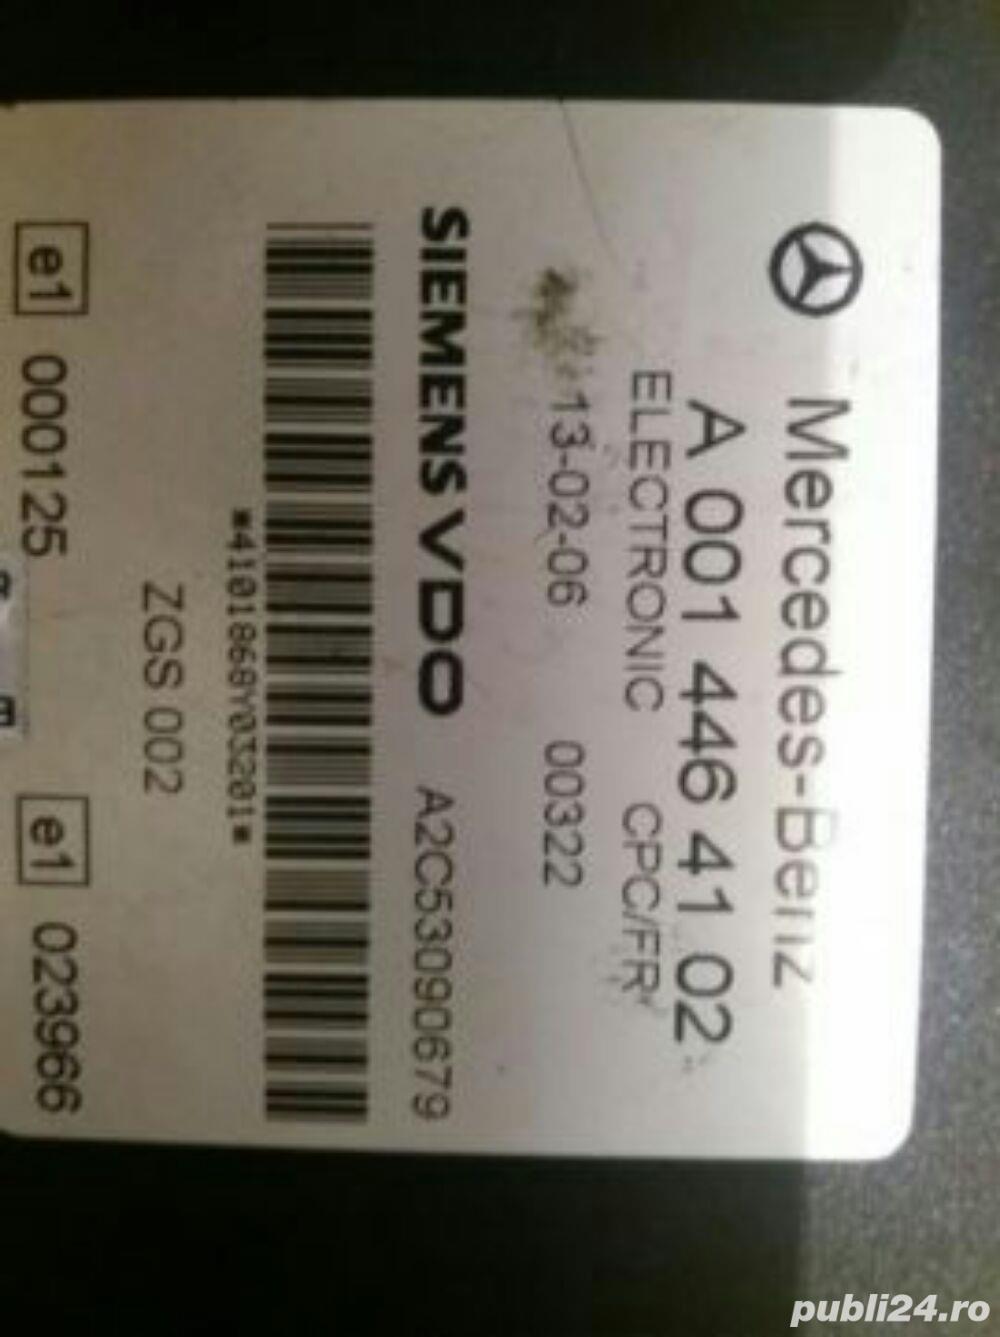 Mercedes-Benz
A 001 446 41 02
ELECTRONIC CPC/FR
13-02-06 00322
SIEMENS VDO A2C53090679
*4101868Y03201*
ZGS 002
e1 000125 e1 023966
publi24.ro